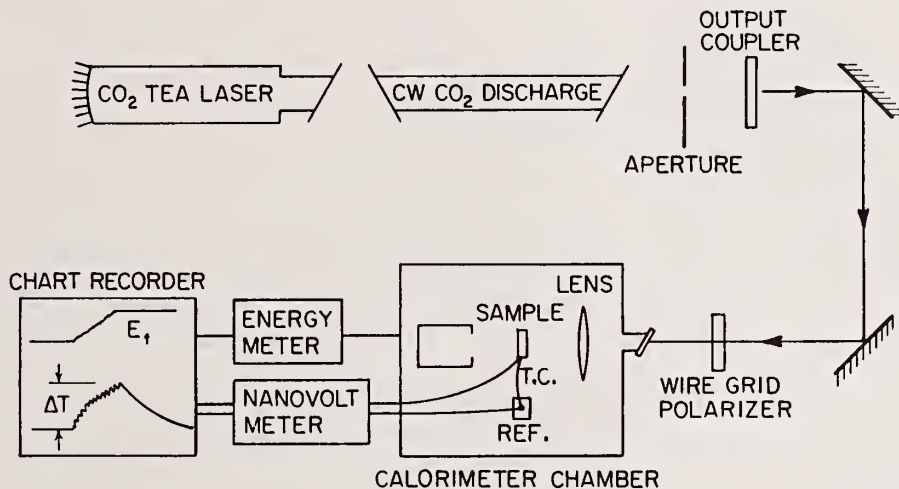 OUTPUT
COUPLER
CO₂ TEA LASER
CW CO₂ DISCHARGE
APERTURE
CHART RECORDER
E↑
ΔT
ENERGY
METER
NANOVOLT
METER
LENS
SAMPLE
T.C.
REF.
CALORIMETER CHAMBER
WIRE GRID
POLARIZER